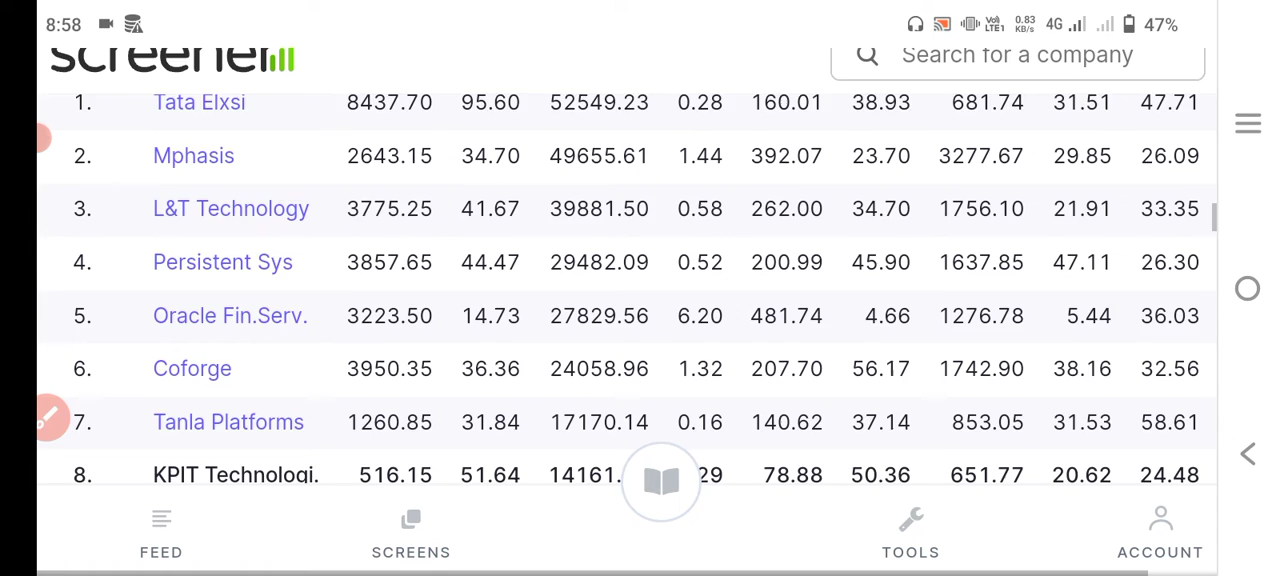 8:58 Vo) LTE1 0.83 KB/s 4G 47%
screener
Search for a company
1. Tata Elxsi 8437.70 95.60 52549.23 0.28 160.01 38.93 681.74 31.51 47.71
2. Mphasis 2643.15 34.70 49655.61 1.44 392.07 23.70 3277.67 29.85 26.09
3. L&T Technology 3775.25 41.67 39881.50 0.58 262.00 34.70 1756.10 21.91 33.35
4. Persistent Sys 3857.65 44.47 29482.09 0.52 200.99 45.90 1637.85 47.11 26.30
5. Oracle Fin.Serv. 3223.50 14.73 27829.56 6.20 481.74 4.66 1276.78 5.44 36.03
6. Coforge 3950.35 36.36 24058.96 1.32 207.70 56.17 1742.90 38.16 32.56
7. Tanla Platforms 1260.85 31.84 17170.14 0.16 140.62 37.14 853.05 31.53 58.61
8. KPIT Technologi. 516.15 51.64 14161. 29 78.88 50.36 651.77 20.62 24.48
FEED SCREENS TOOLS ACCOUNT